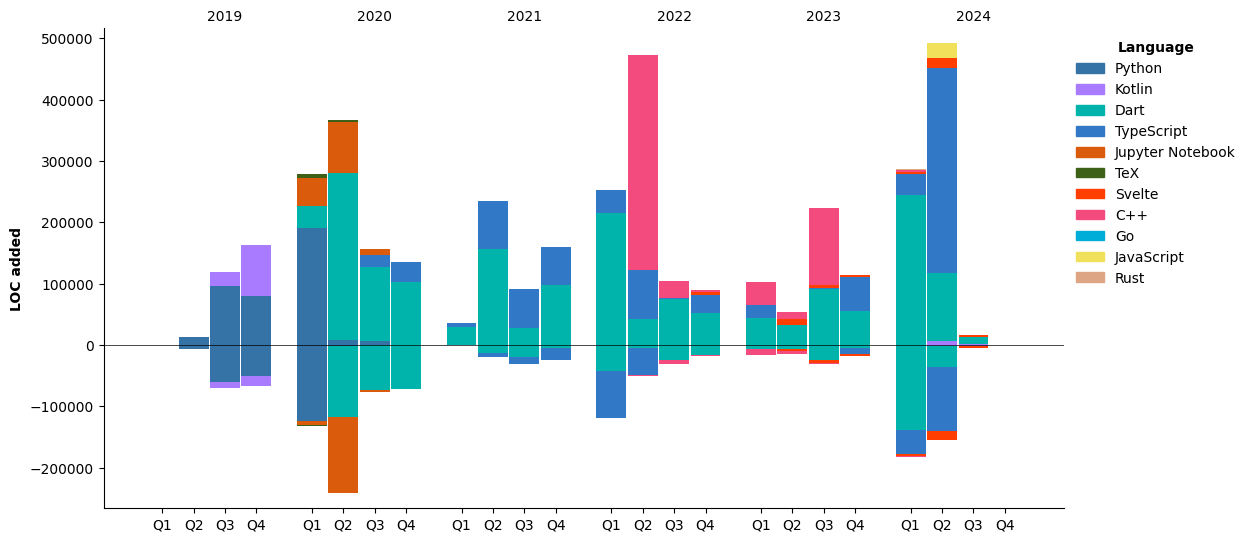 2019 2020 2021 2022 2023 2024
500000
400000
300000
200000
100000
0
−100000
−200000
LOC added
Q1 Q2 Q3 Q4 Q1 Q2 Q3 Q4 Q1 Q2 Q3 Q4 Q1 Q2 Q3 Q4 Q1 Q2 Q3 Q4 Q1 Q2 Q3 Q4
Language
Python
Kotlin
Dart
TypeScript
Jupyter Notebook
TeX
Svelte
C++
Go
JavaScript
Rust